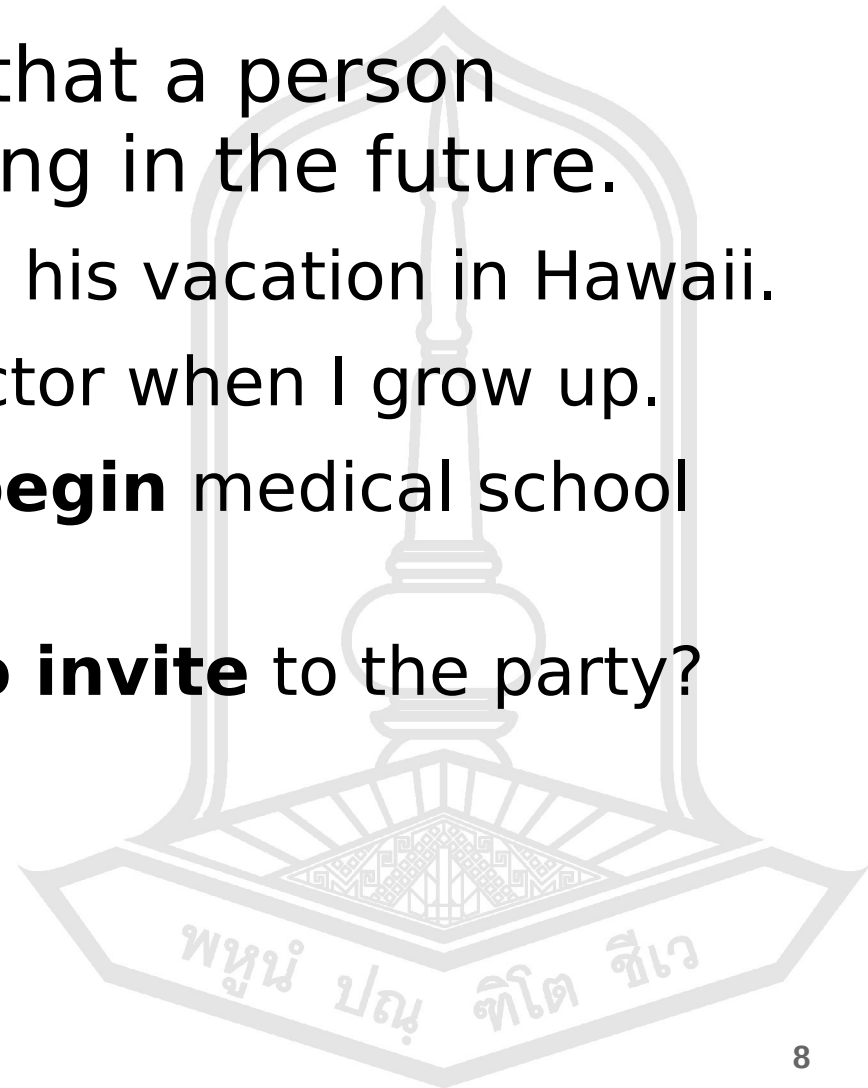 that a person
ng in the future.
his vacation in Hawaii.
ctor when I grow up.
begin medical school
o invite to the party?
พหูนํ ปณฺฑิโต ชีเว
8